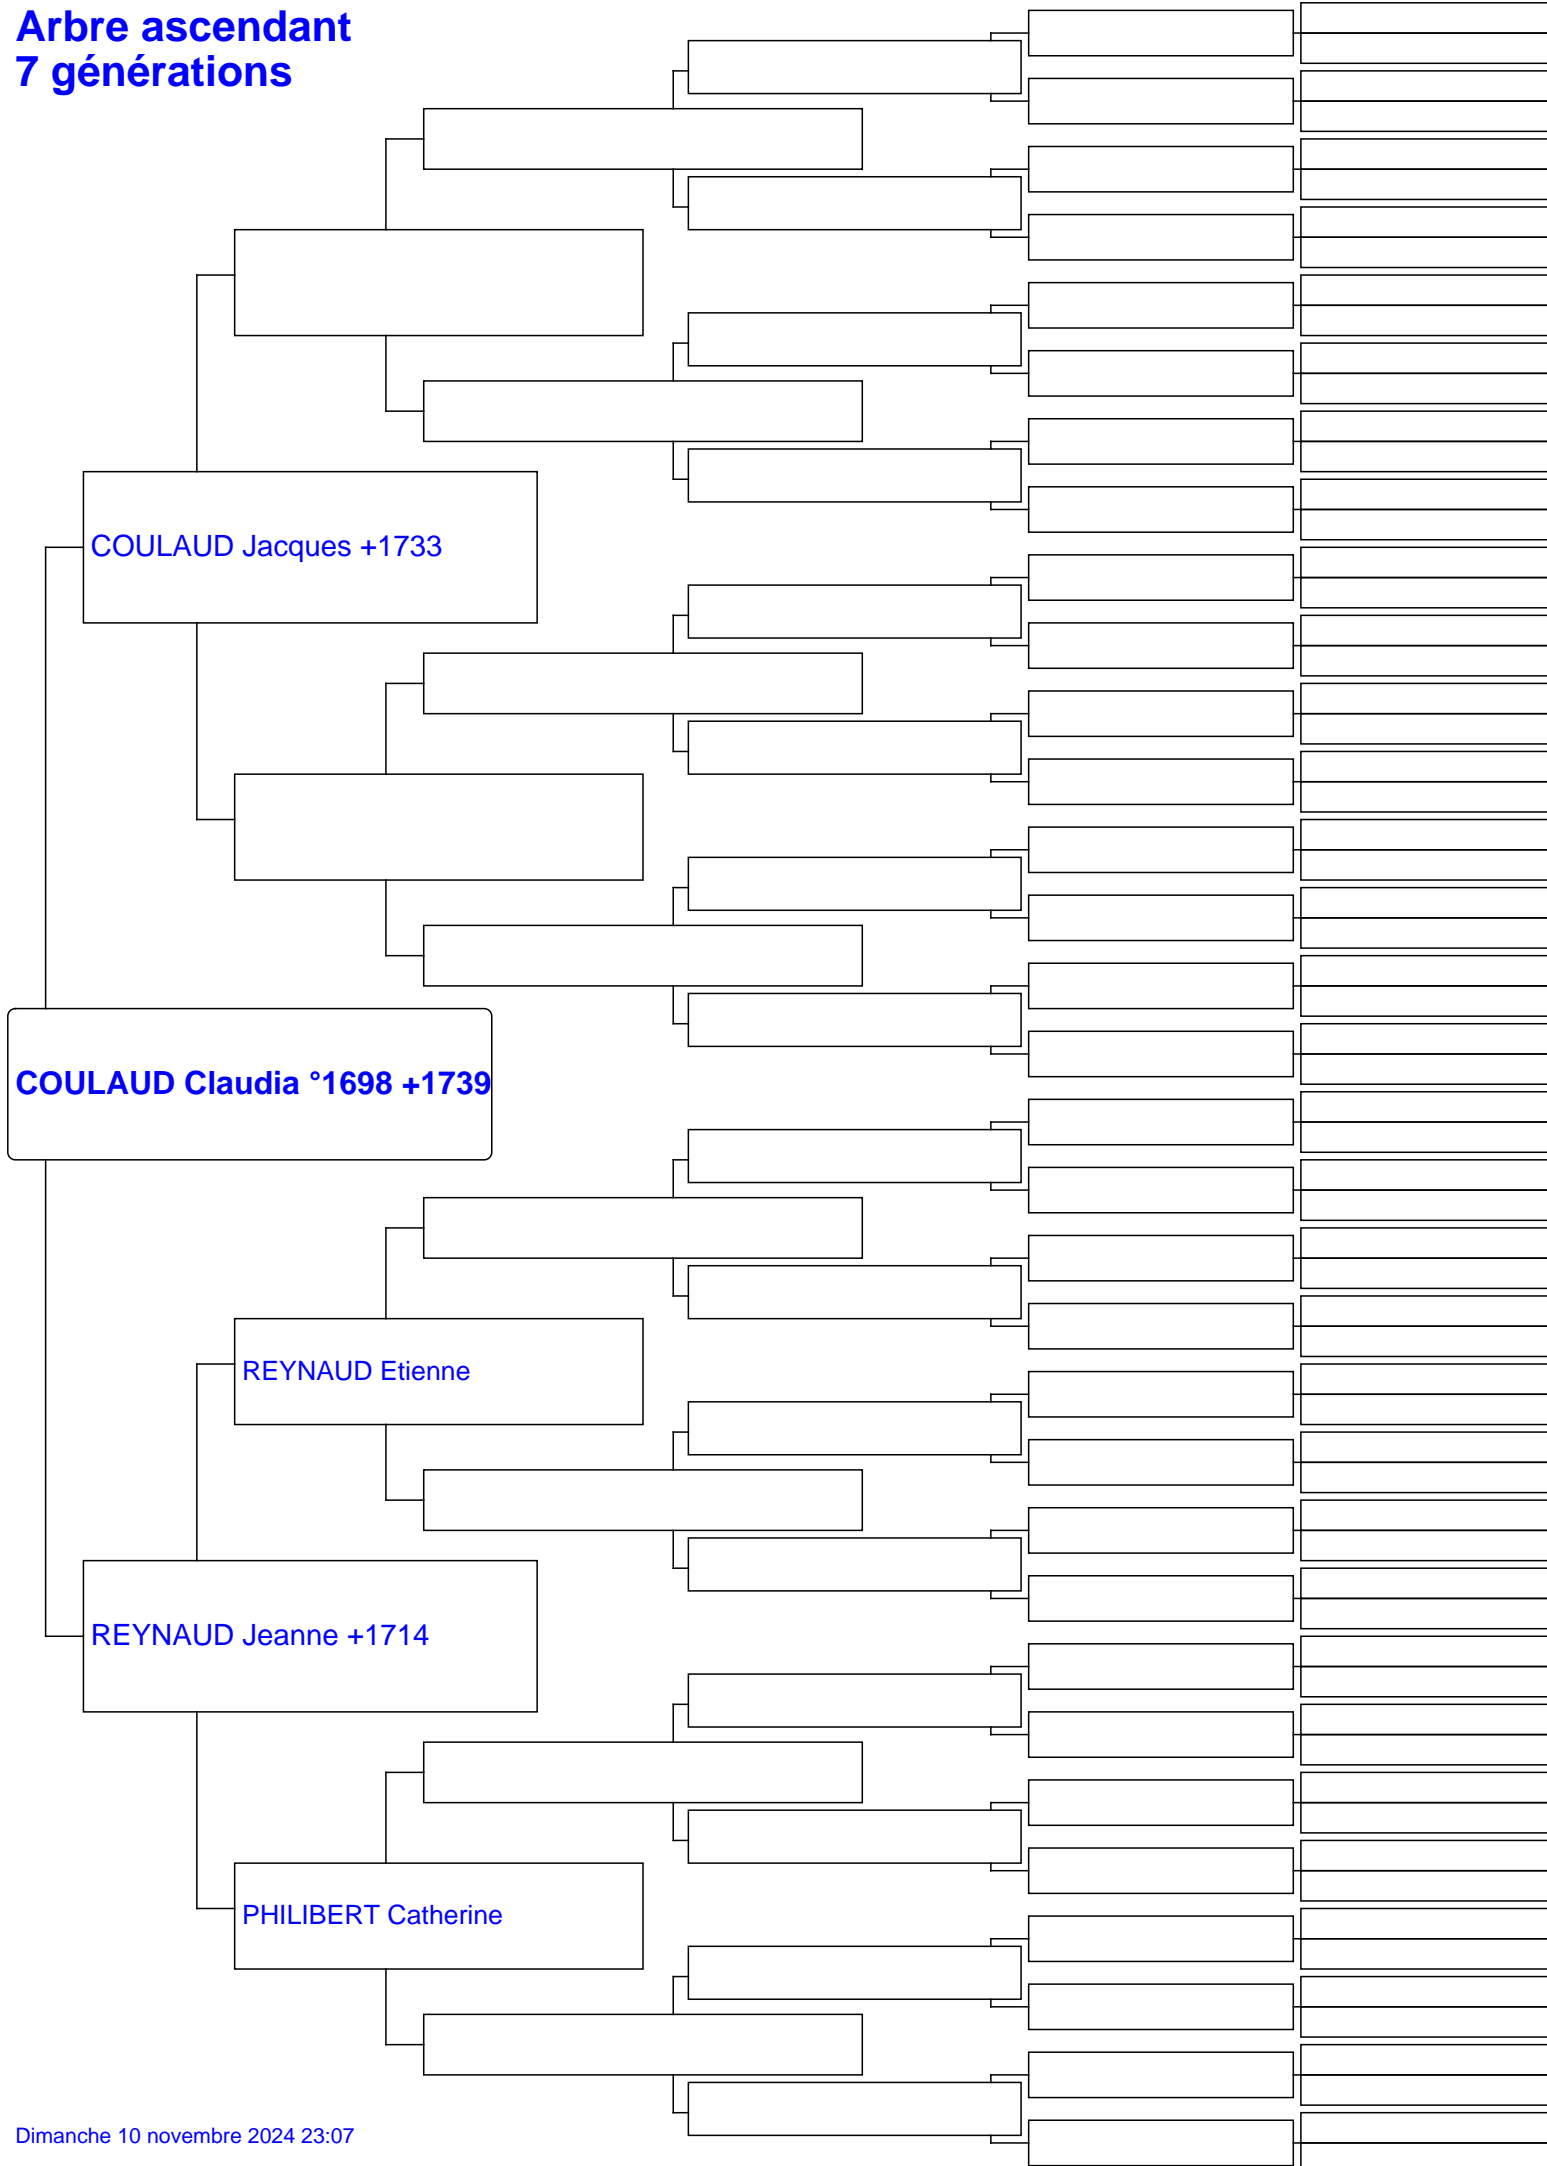 Arbre ascendant
7 générations
COULAUD Jacques +1733
COULAUD Claudia °1698 +1739
REYNAUD Etienne
REYNAUD Jeanne +1714
PHILIBERT Catherine
Dimanche 10 novembre 2024 23:07